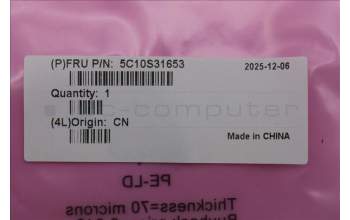 (P)FRU P/N: 5C10S31653
2025-12-06
Quantity: 1
(4L)Origin: CN
Made in CHINA
PE-LD
Thickness=70 microns